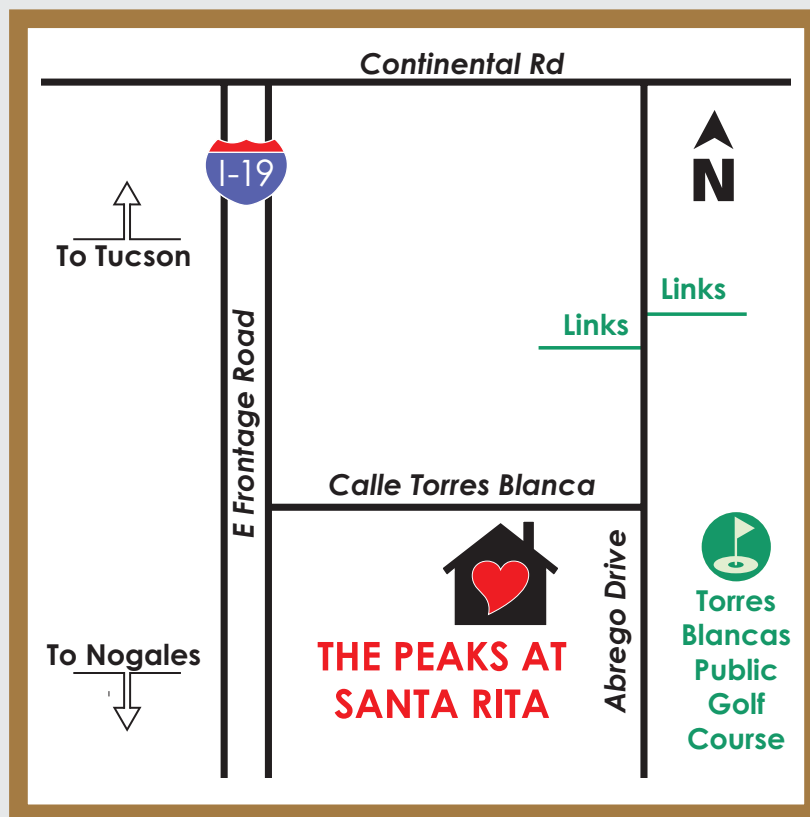 Continental Rd
I-19
N
To Tucson
Links
Links
E Frontage Road
Calle Torres Blanca
Abrego Drive
Torres
Blancas
Public
Golf
Course
To Nogales
THE PEAKS AT
SANTA RITA